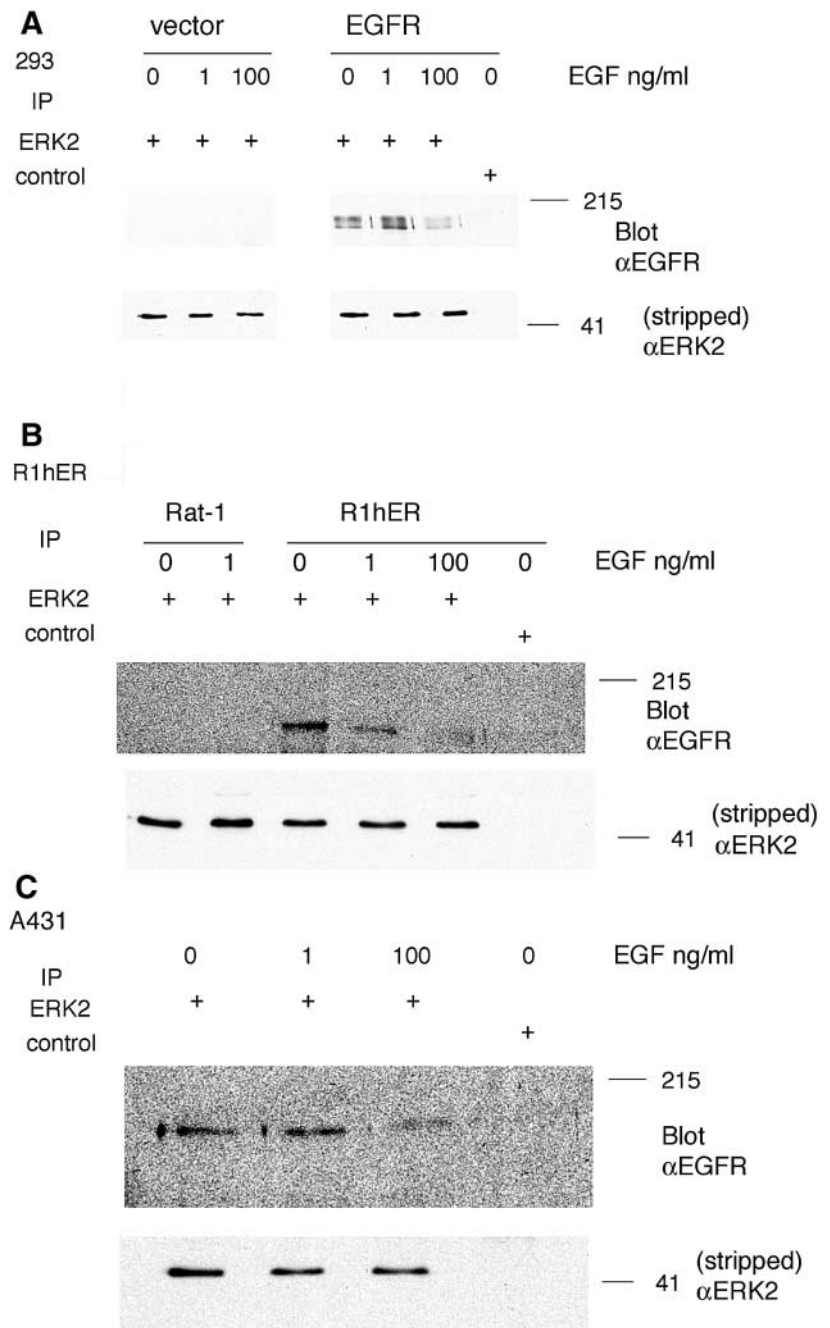 A
vector EGFR
293
0 1 100 0 1 100 0 EGF ng/ml
IP
ERK2 + + + + + +
control +
215
Blot
αEGFR
41 (stripped)
αERK2
B
R1hER
Rat-1 R1hER
IP
0 1 0 1 100 0 EGF ng/ml
ERK2 + + + + +
control +
215
Blot
αEGFR
(stripped)
41 αERK2
C
A431
0 1 100 0 EGF ng/ml
IP
ERK2 + + +
control +
215
Blot
αEGFR
(stripped)
41 αERK2